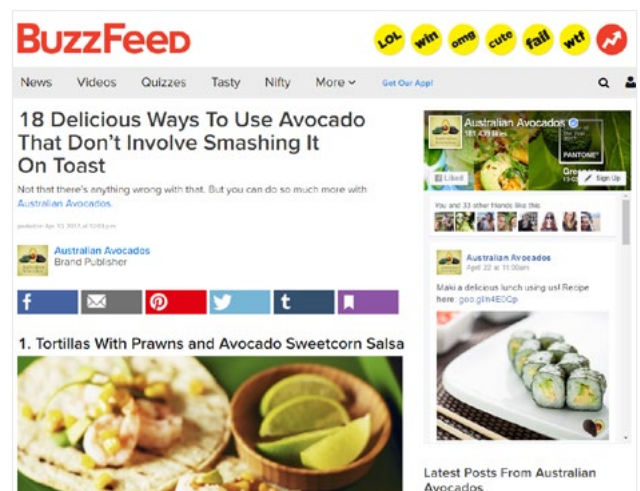 BuzzFeed
LOL win omg cute fail wtf
News Videos Quizzes Tasty Nifty More Get Our App!
18 Delicious Ways To Use Avocado
That Don't Involve Smashing It
On Toast
Not that there's anything wrong with that. But you can do so much more with
Australian Avocados.
Australian Avocados
Brand Publisher
f t
1. Tortillas With Prawns and Avocado Sweetcorn Salsa
Australian Avocados
181,439 likes
PANTONE®
Liked Sign Up
You and 33 other friends like this
Australian Avocados
April 22 at 11:00am
Maki a delicious lunch using us! Recipe
here:
Latest Posts From Australian
Avocados